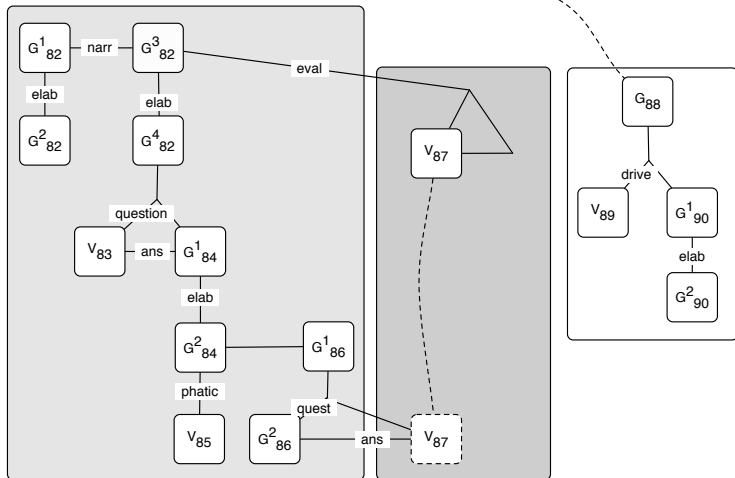 G¹₈₂ narr G³₈₂
eval
elab elab
G²₈₂ G⁴₈₂
V₈₇
question
V₈₃ ans G¹₈₄
elab
G²₈₄ G¹₈₆
phatic
quest
V₈₅ G²₈₆ ans V₈₇
G₈₈
drive
V₈₉ G¹₉₀
elab
G²₉₀